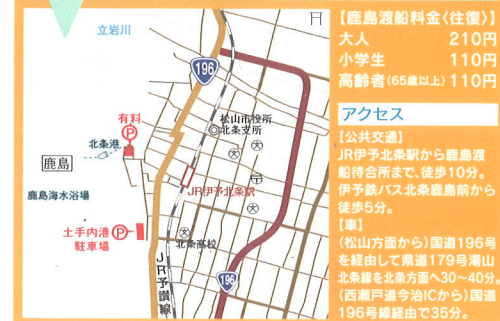 立岩川
196
有料
P
北条港
松山市役所
北条支所
鹿島
JR伊予北条駅
鹿島海水浴場
土手内港
駐車場
P
北条高校
JR予讃線
196
【鹿島渡船料金〈往復〉】
大人 210円
小学生 110円
高齢者(65歳以上) 110円
アクセス
【公共交通】
JR伊予北条駅から鹿島渡
船待合所まで、徒歩10分。
伊予鉄バス北条鹿島前から
徒歩5分。
【車】
(松山方面から)国道196号
を経由して県道179号湯山
北条線を北条方面へ30～40分。
(西瀬戸道今治ICから)国道
196号線経由で35分。